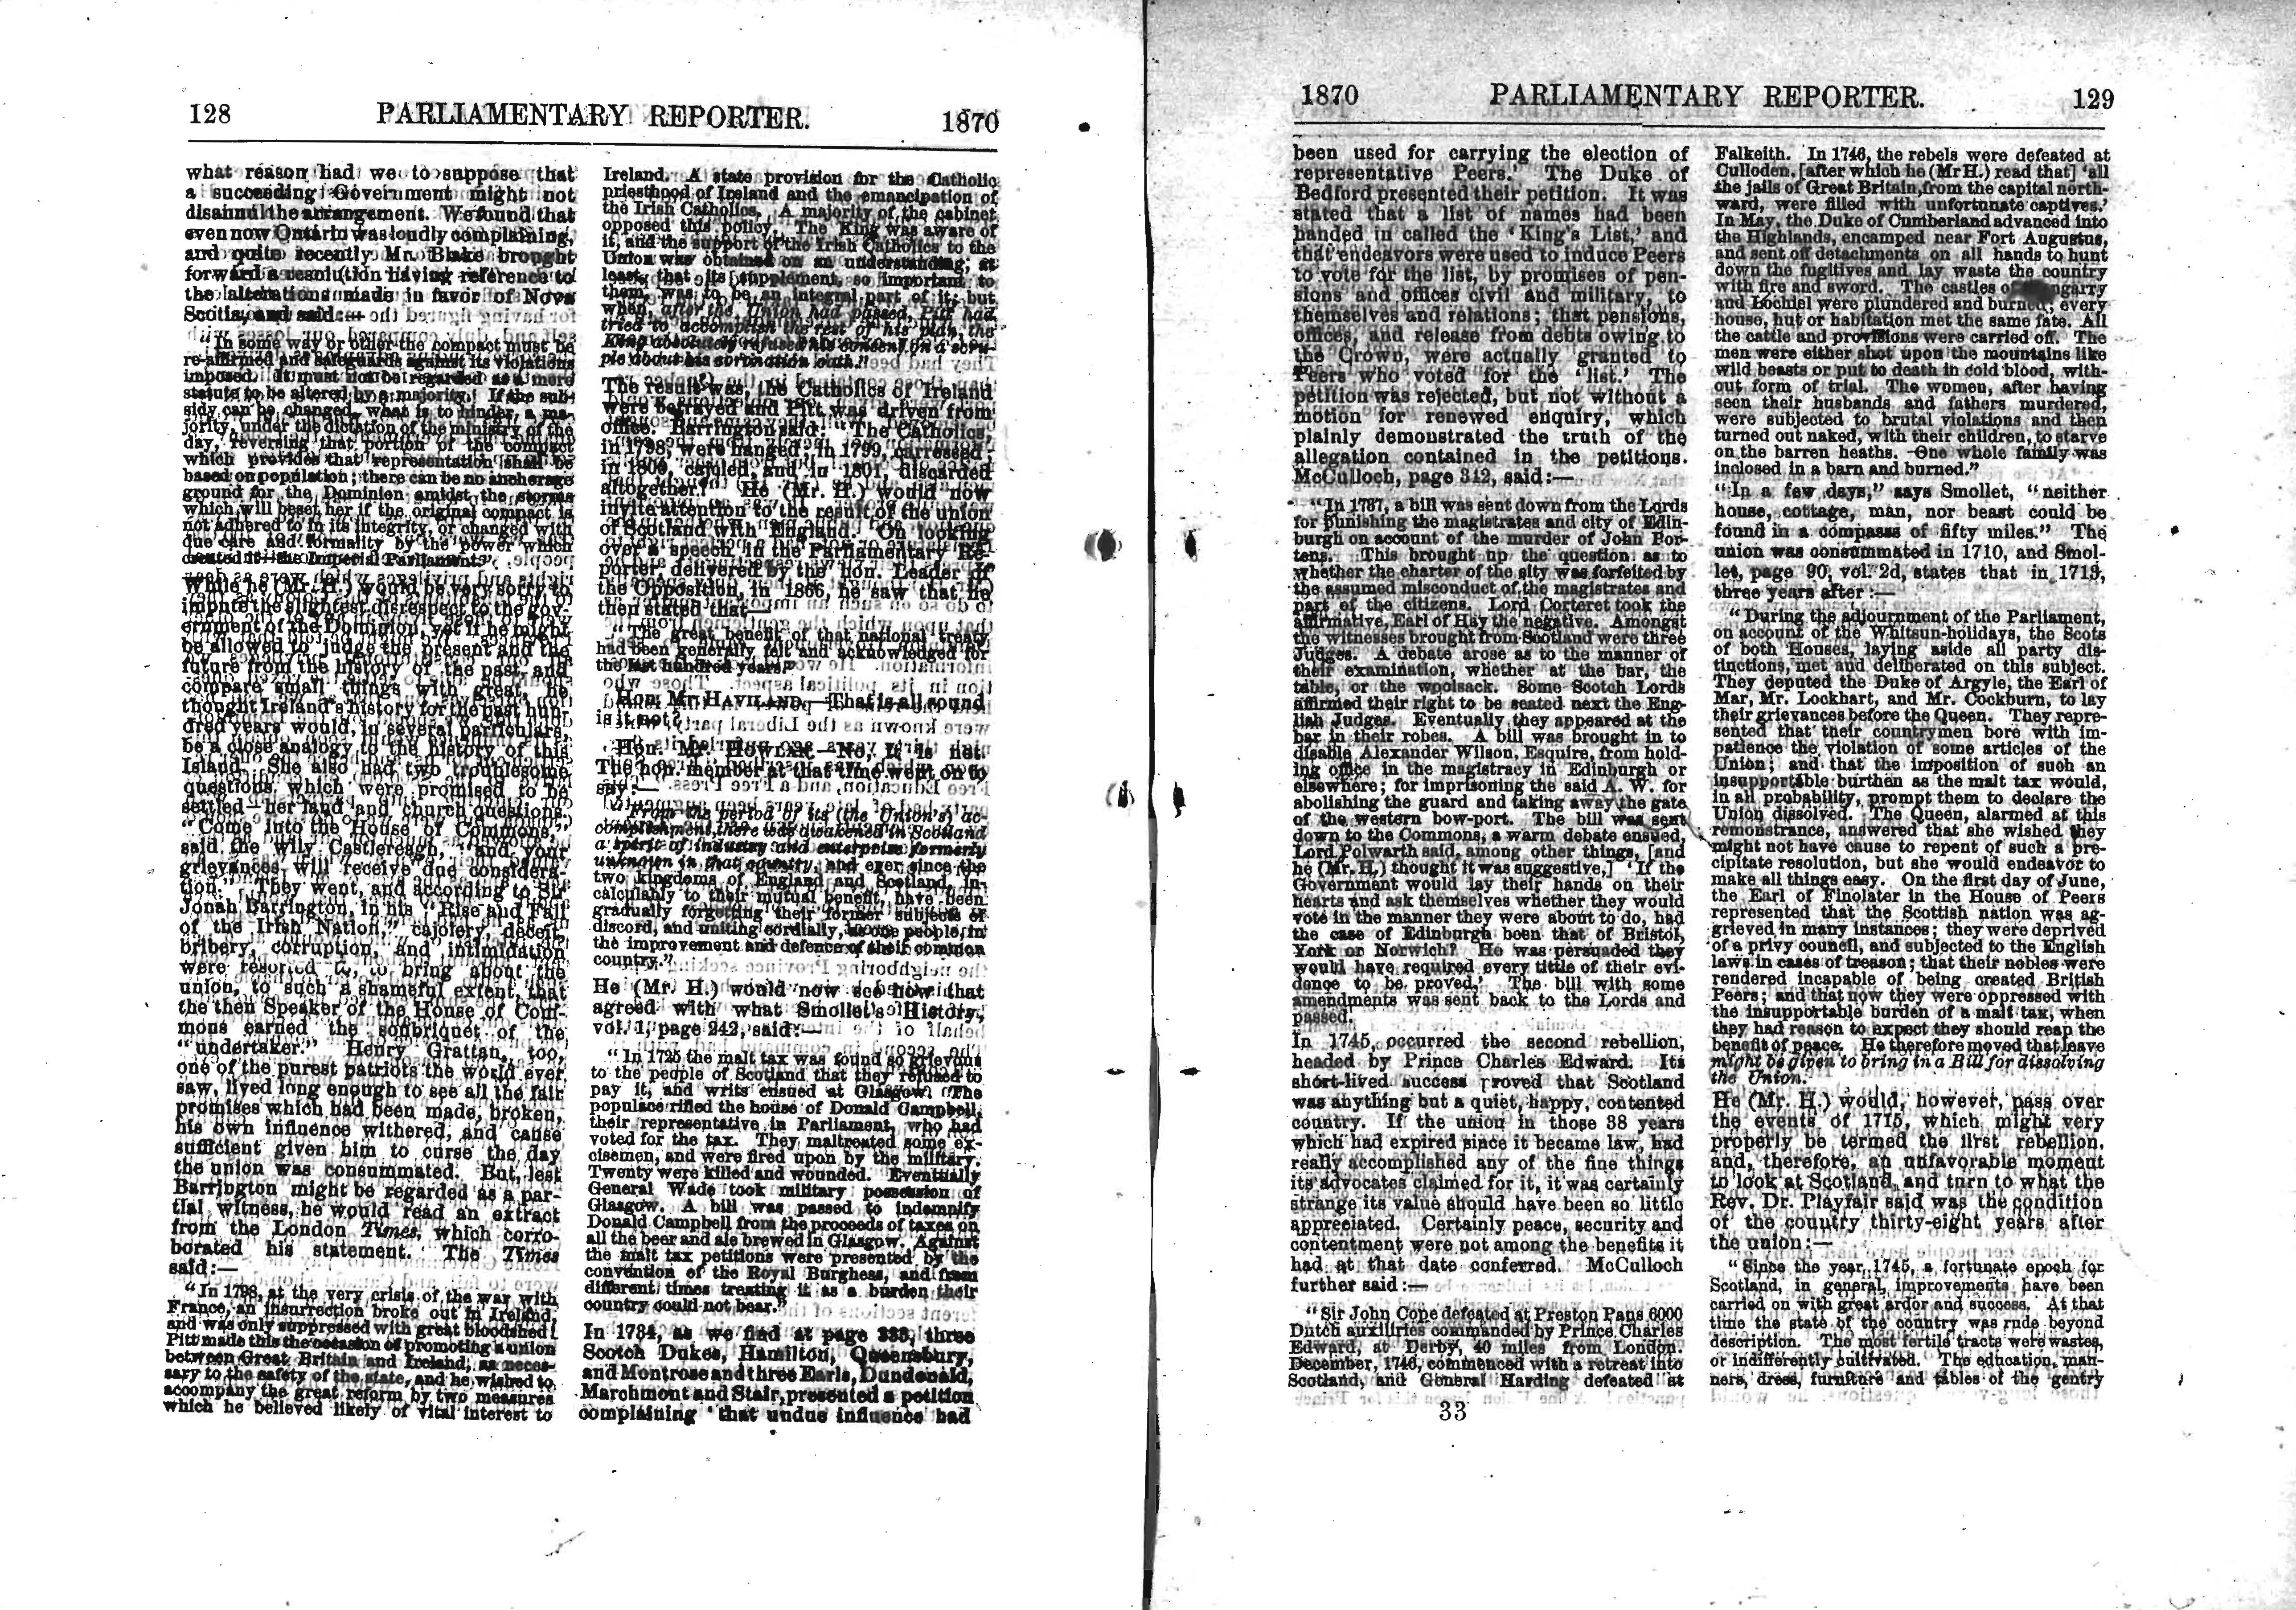 128 PARLIAMENTARY REPORTER. 1870
what reason had we to suppose that
a succeeding Government might not
disannul the arrangement. We found that
even now Ontario was loudly complaining,
and quite recently Mr. Blake brought
forward a resolution having reference to
the alterations made in favor of Nova
Scotia, and said:—
"In some way or other the compact must be
re-affirmed and safeguards against its violations
imposed. It must not be regarded as a mere
statute to be altered by a majority. If the sub-
sidy can be changed, what is to hinder, a ma-
jority, under the dictation of the ministry of the
day, reversing that portion of the compact
which provides that representation shall be
based on population; there can be no anchorage
ground for the Dominion amidst the storms
which will beset her if the original compact is
not adhered to in its integrity, or changed with
due care and formality by the power which
created it—the Imperial Parliament."
While he (Mr. H.) would be very sorry to
impute the slightest disrespect to the gov-
ernment of the Dominion, yet if he might
be allowed to judge the present and the
future from the history of the past, and
compare small things with great, he
thought Ireland's history for the past hun-
dred years would, in several particulars,
be a close analogy to the history of this
Island. She also had two troublesome
questions which were promised to be
settled—her land and church questions.
"Come into the House of Commons,"
said the wily Castlereagh, "and your
grievances will receive due considera-
tion." They went, and according to Sir
Jonah Barrington, in his "Rise and Fall
of the Irish Nation," cajolery, deceit,
bribery, corruption, and intimidation
were resorted to, to bring about the
union, to such a shameful extent, that
the then Speaker of the House of Com-
mons earned the soubriquet of the
"undertaker." Henry Grattan, too,
one of the purest patriots the world ever
saw, lived long enough to see all the fair
promises which had been made, broken,
his own influence withered, and cause
sufficient given him to curse the day
the union was consummated. But, lest
Barrington might be regarded as a par-
tial witness, he would read an extract
from the London Times, which corro-
borated his statement. The Times
said:—
"In 1798, at the very crisis of the war with
France, an insurrection broke out in Ireland,
and was only suppressed with great bloodshed!
Pitt made this the occasion of promoting a union
between Great Britain and Ireland, as neces-
sary to the safety of the state, and he wished to
accompany the great reform by two measures
which he believed likely of vital interest to
Ireland. A state provision for the Catholic
priesthood of Ireland and the emancipation of
the Irish Catholics. A majority of the cabinet
opposed this policy. The King was aware of
it, and the support of the Irish Catholics to the
Union was obtained on an understanding; at
least, that its supplement, so important to
them, was to be an integral part of it; but
when, after the Union had passed, Pitt had
tried to accomplish the rest of his plan, the
King absolutely refused his consent on a scru-
ple about his coronation oath."
The result was, the Catholics of Ireland
were betrayed and Pitt was driven from
office. Barrington said: "The Catholics,
in 1798, were hanged; in 1799, carressed;
in 1800, cajoled; and in 1801, discarded
altogether." He (Mr. H.) would now
invite attention to the result of the union
of Scotland with England. On looking
over a speech in the Parliamentary Re-
porter, delivered by the hon. Leader of
the Opposition, in 1866, he saw that he
then stated that—
"The great benefit of that national treaty
had been generally felt and acknowledged for
the last hundred years."
Hon. Mr. HAVILAND.—That is all sound
is it not?
Hon. Mr. HOWLAN.—No, it is not.
The hon. member at that time went on to
say:—
"From the period of its (the Union's) ac-
complishment, there was awakened in Scotland
a spirit of industry and enterprise formerly
unknown in that country, and ever since the
two kingdoms of England and Scotland, in-
calculably to their mutual benefit, have been
gradually forgetting their former subjects of
discord, and uniting cordially, as one people, in
the improvement and defence of their common
country."
He (Mr. H.) would now see how that
agreed with what Smollet's History,
vol. 1, page 242, said:—
"In 1725 the malt tax was found so grievous
to the people of Scotland that they refused to
pay it, and writs ensued at Glasgow. The
populace rifled the house of Donald Campbell,
their representative in Parliament, who had
voted for the tax. They maltreated some ex-
cisemen, and were fired upon by the military.
Twenty were killed and wounded. Eventually
General Wade took military possession of
Glasgow. A bill was passed to indemnify
Donald Campbell from the proceeds of taxes on
all the beer and ale brewed in Glasgow. Against
the malt tax petitions were presented by the
convention of the Royal Burghess, and from
different times treating it as a burden their
country could not bear."
In 1734, as we find at page 333, three
Scotch Dukes, Hamilton, Queensbury,
and Montrose and three Earls, Dundonald,
Marchmont and Stair, presented a petition
complaining 'that undue influence had
1870 PARLIAMENTARY REPORTER. 129
been used for carrying the election of
representative Peers.' The Duke of
Bedford presented their petition. It was
stated that a list of names had been
handed in called the 'King's List,' and
that endeavors were used to induce Peers
to vote for the list, by promises of pen-
sions and offices civil and military, to
themselves and relations; that pensions,
offices, and release from debts owing to
the Crown, were actually granted to
Peers who voted for the 'list.' The
petition was rejected, but not without a
motion for renewed enquiry, which
plainly demonstrated the truth of the
allegation contained in the petitions.
McCulloch, page 342, said:—
"In 1737, a bill was sent down from the Lords
for punishing the magistrates and city of Edin-
burgh on account of the murder of John Por-
tens. This brought up the question as to
whether the charter of the city was forfeited by
the assumed misconduct of the magistrates and
part of the citizens. Lord Corteret took the
affirmative, Earl of Hay the negative. Amongst
the witnesses brought from Scotland were three
Judges. A debate arose as to the manner of
their examination, whether at the bar, the
table, or the woolsack. Some Scotch Lords
affirmed their right to be seated next the Eng-
lish Judges. Eventually they appeared at the
bar in their robes. A bill was brought in to
disable Alexander Wilson, Esquire, from hold-
ing office in the magistracy in Edinburgh or
elsewhere; for imprisoning the said A. W. for
abolishing the guard and taking away the gate
of the western bow-port. The bill was sent
down to the Commons, a warm debate ensued,
Lord Polwarth said, among other things, [and
he (Mr. H.) thought it was suggestive,] 'If the
Government would lay their hands on their
hearts and ask themselves whether they would
vote in the manner they were about to do, had
the case of Edinburgh been that of Bristol,
York or Norwich? He was persuaded they
would have required every tittle of their evi-
dence to be proved.' The bill with some
amendments was sent back to the Lords and
passed.
In 1745, occurred the second rebellion,
headed by Prince Charles Edward. Its
short-lived success proved that Scotland
was anything but a quiet, happy, contented
country. If the union in those 38 years
which had expired since it became law, had
really accomplished any of the fine things
its advocates claimed for it, it was certainly
strange its value should have been so little
appreciated. Certainly peace, security and
contentment were not among the benefits it
had at that date conferred. McCulloch
further said:—
"Sir John Cope defeated at Preston Pans 6000
Dutch auxiliries commanded by Prince Charles
Edward, at Derby, 40 miles from London.
December, 1746, commenced with a retreat into
Scotland, and General Harding defeated at
33
Falkeith. In 1746, the rebels were defeated at
Culloden, [after which he (Mr H.) read that] 'all
the jails of Great Britain, from the capital north-
ward, were filled with unfortunate captives.'
In May, the Duke of Cumberland advanced into
the Highlands, encamped near Fort Augustus,
and sent off detachments on all hands to hunt
down the fugitives and lay waste the country
with fire and sword. The castles of ngarry
and Lochiel were plundered and burned; every
house, hut or habitation met the same fate. All
the cattle and provisions were carried off. The
men were either shot upon the mountains like
wild beasts or put to death in cold blood, with-
out form of trial. The women, after having
seen their husbands and fathers murdered,
were subjected to brutal violations and then
turned out naked, with their children, to starve
on the barren heaths. One whole family was
inclosed in a barn and burned."
"In a few days," says Smollet, "neither
house, cottage, man, nor beast could be
found in a compass of fifty miles." The
union was consummated in 1710, and Smol-
let, page 90, vol. 2d, states that in 1713,
three years after:—
"During the adjournment of the Parliament,
on account of the Whitsun-holidays, the Scots
of both Houses, laying aside all party dis-
tinctions, met and deliberated on this subject.
They deputed the Duke of Argyle, the Earl of
Mar, Mr. Lockhart, and Mr. Cockburn, to lay
their grievances before the Queen. They repre-
sented that their countrymen bore with im-
patience the violation of some articles of the
Union; and that the imposition of such an
insupportable burthen as the malt tax would,
in all probability, prompt them to declare the
Union dissolved. The Queen, alarmed at this
remonstrance, answered that she wished they
might not have cause to repent of such a pre-
cipitate resolution, but she would endeavor to
make all things easy. On the first day of June,
the Earl of Finolater in the House of Peers
represented that the Scottish nation was ag-
grieved in many instances; they were deprived
of a privy council, and subjected to the English
laws in cases of treason; that their nobles were
rendered incapable of being created British
Peers; and that now they were oppressed with
the insupportable burden of a malt tax, when
they had reason to expect they should reap the
benefit of peace. He therefore moved that leave
might be given to bring in a Bill for dissolving
the Union.
He (Mr. H.) would, however, pass over
the events of 1715, which might very
properly be termed the first rebellion,
and, therefore, an unfavorable moment
to look at Scotland, and turn to what the
Rev. Dr. Playfair said was the condition
of the country thirty-eight years after
the union:—
"Since the year, 1745, a fortunate epoch for
Scotland, in general, improvements have been
carried on with great ardor and success. At that
time the state of the country was rude beyond
description. The most fertile tracts were wastes,
or indifferently cultivated. The education, man-
ners, dress, furniture and tables of the gentry